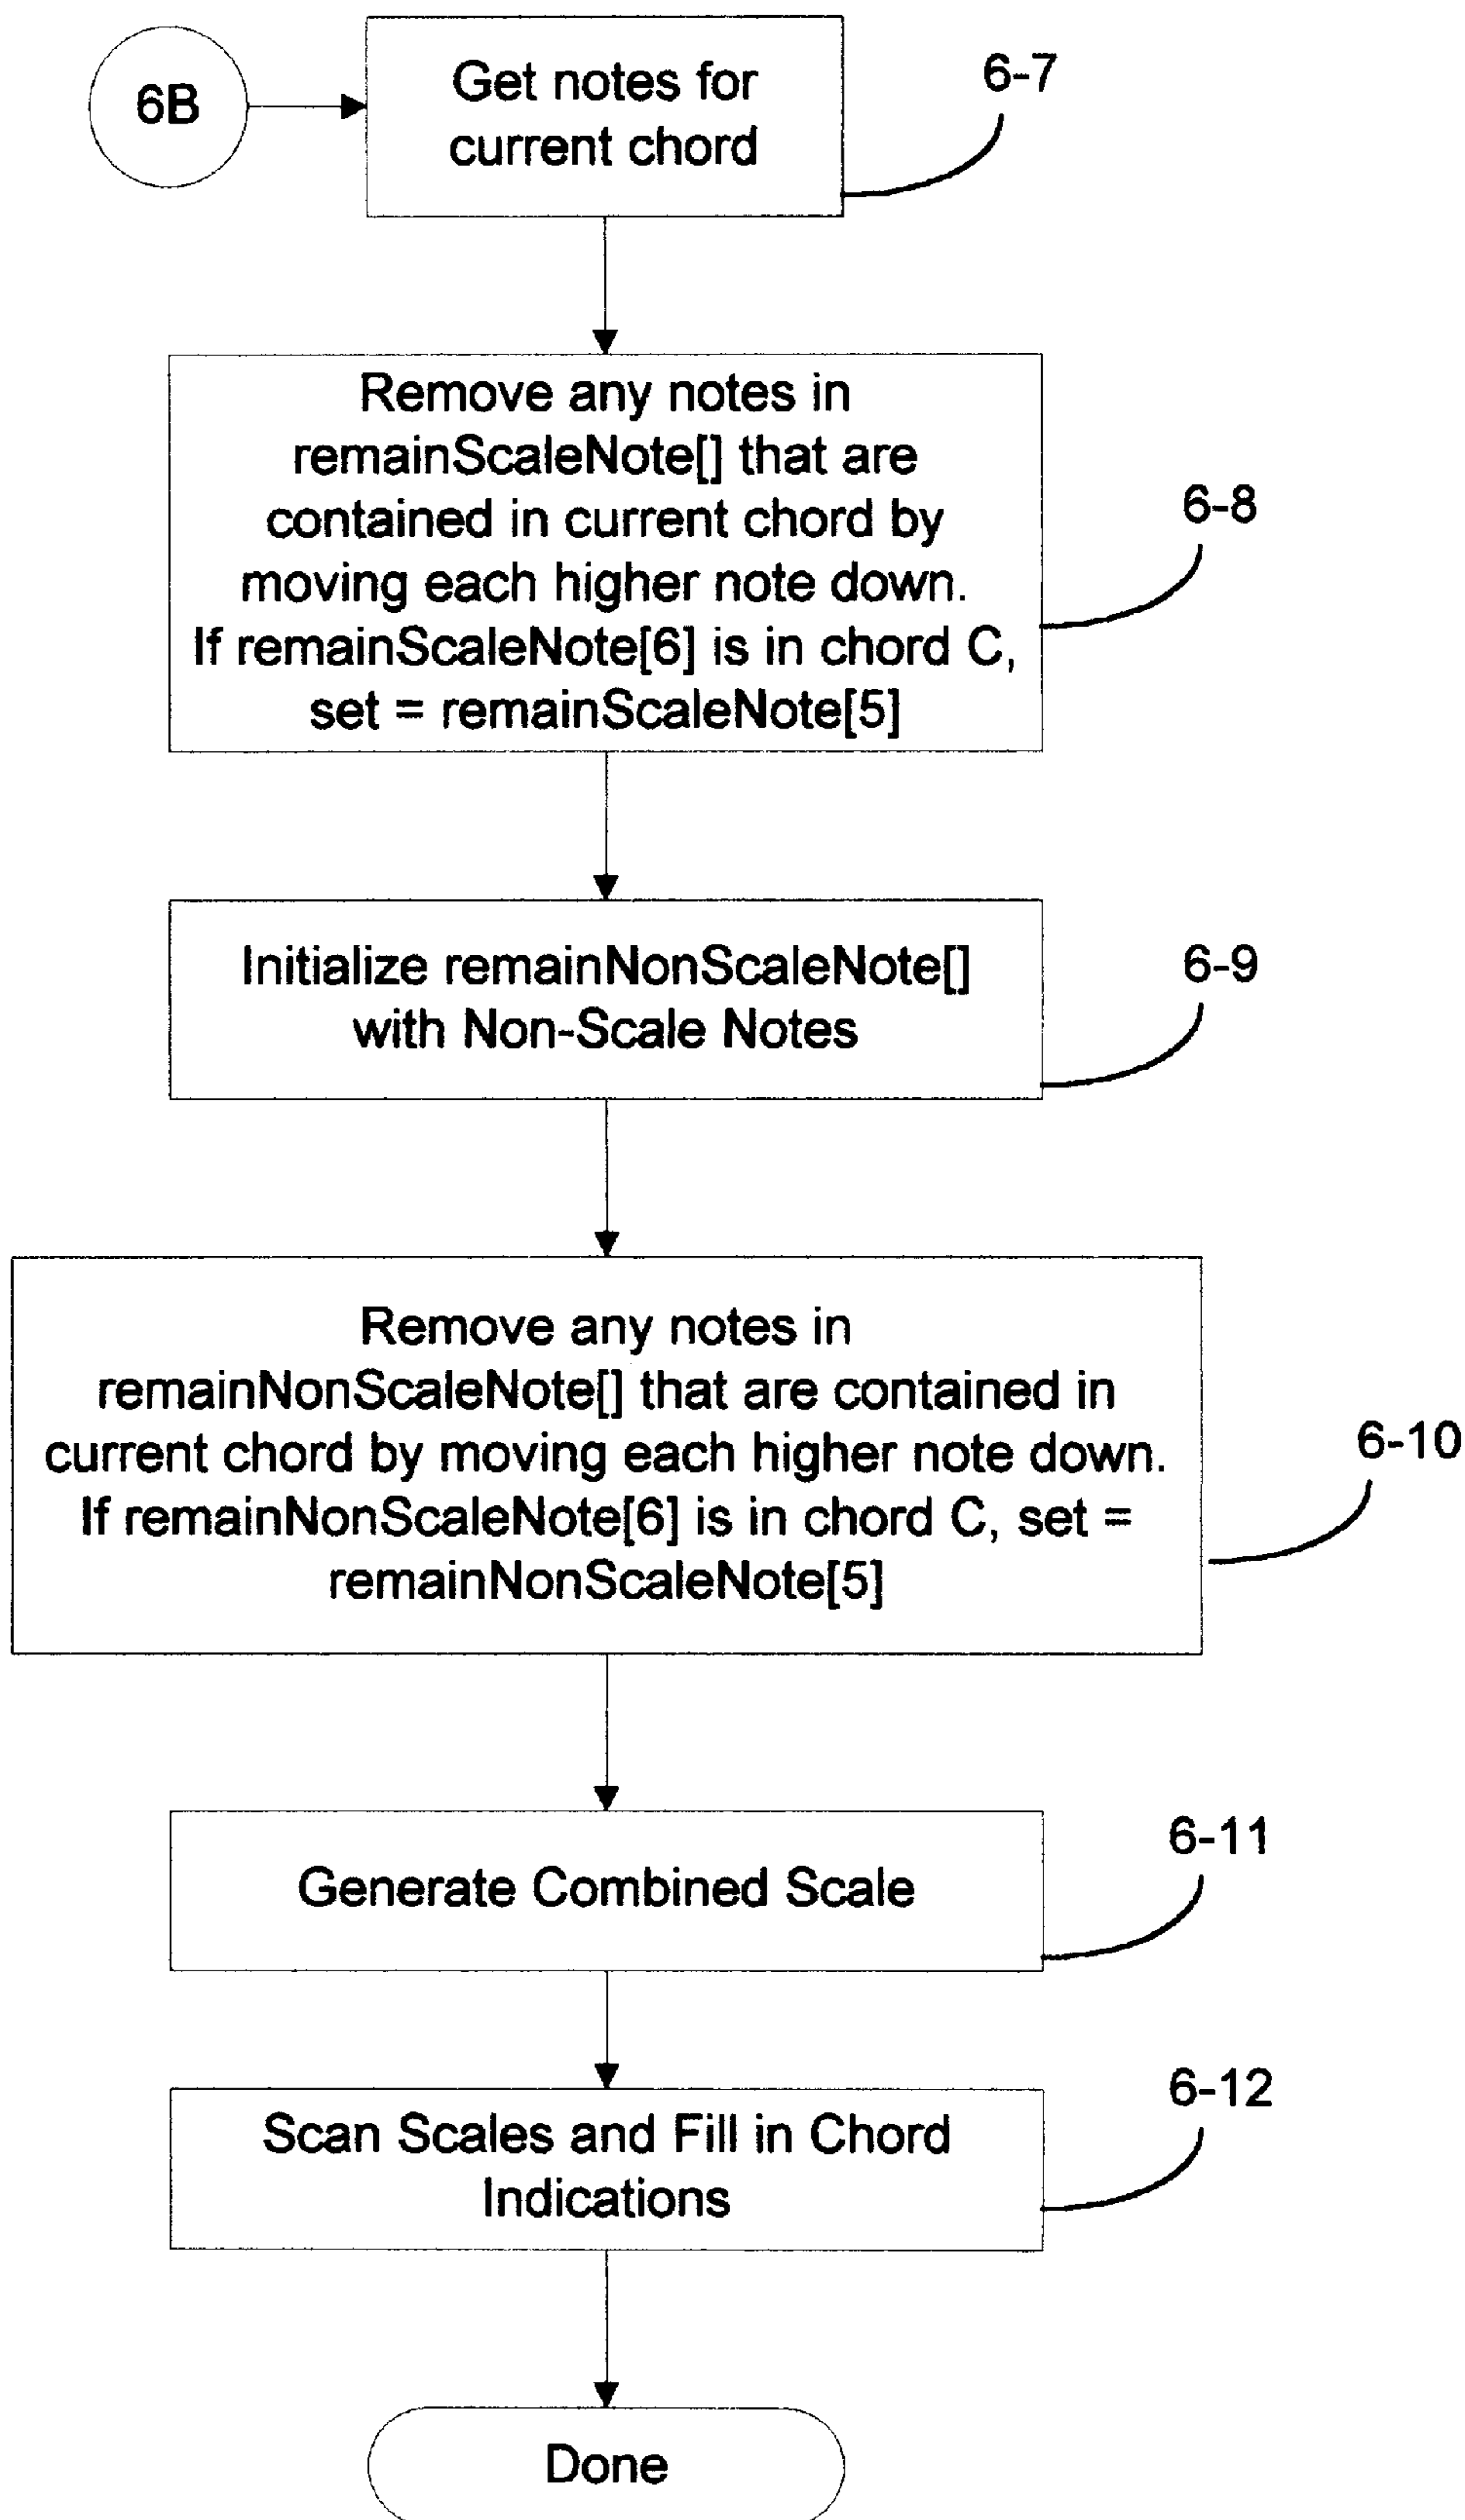 6B
Get notes for
current chord
6-7
Remove any notes in
remainScaleNote[] that are
contained in current chord by
moving each higher note down.
If remainScaleNote[6] is in chord C,
set = remainScaleNote[5]
6-8
Initialize remainNonScaleNote[]
with Non-Scale Notes
6-9
Remove any notes in
remainNonScaleNote[] that are contained in
current chord by moving each higher note down.
If remainNonScaleNote[6] is in chord C, set =
remainNonScaleNote[5]
6-10
Generate Combined Scale
6-11
Scan Scales and Fill in Chord
Indications
6-12
Done